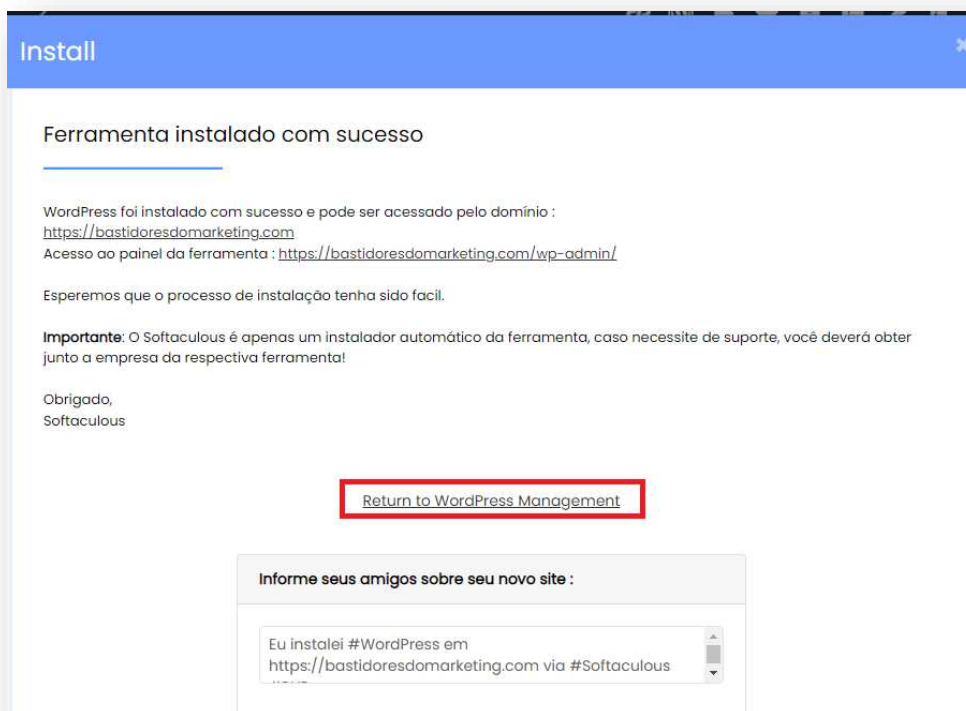 Install
Ferramenta instalado com sucesso
WordPress foi instalado com sucesso e pode ser acessado pelo domínio :
https://bastidoresdomarketing.com
Acesso ao painel da ferramenta : https://bastidoresdomarketing.com/wp-admin/
Esperemos que o processo de instalação tenha sido facil.
Importante: O Softaculous é apenas um instalador automático da ferramenta, caso necessite de suporte, você deverá obter
junto a empresa da respectiva ferramenta!
Obrigado,
Softaculous
Return to WordPress Management
Informe seus amigos sobre seu novo site :
Eu instalei #WordPress em
https://bastidoresdomarketing.com via #Softaculous